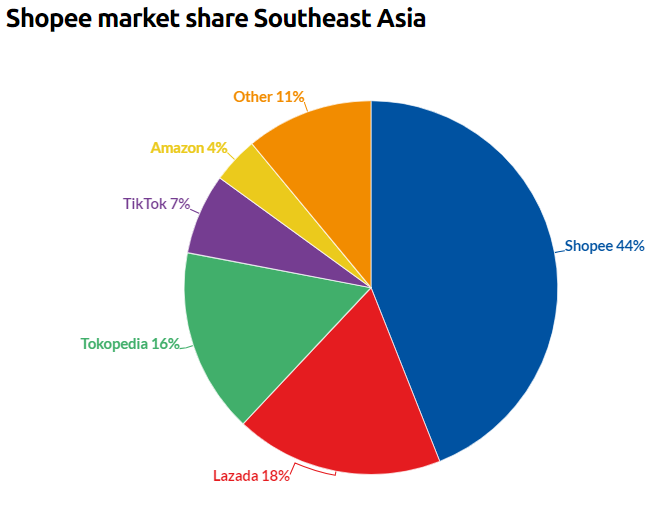 Shopee market share Southeast Asia
Other 11%
Amazon 4%
TikTok 7%
Shopee 44%
Tokopedia 16%
Lazada 18%